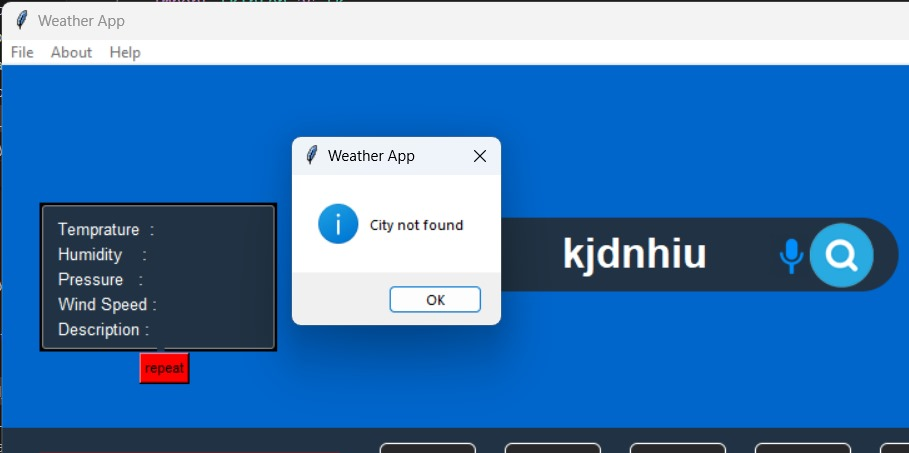 Weather App
File About Help
Weather App
City not found
OK
Temprature :
Humidity :
Pressure :
Wind Speed :
Description :
repeat
kjdnhiu